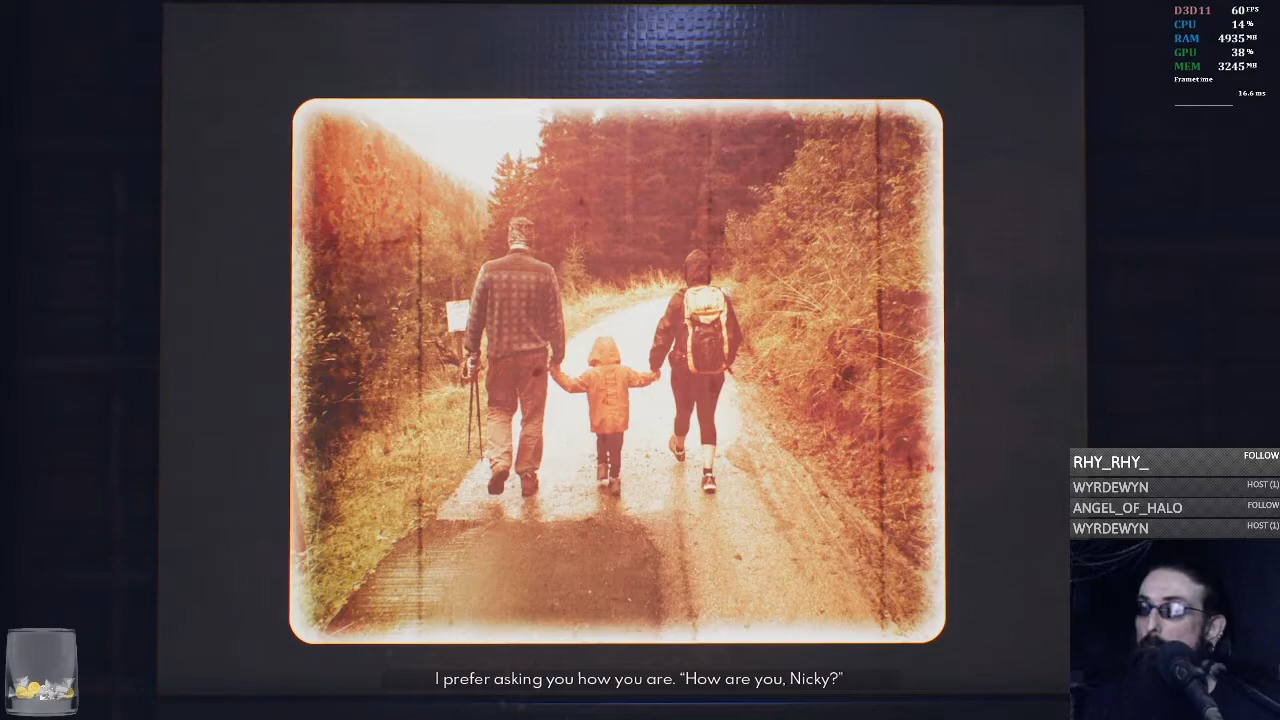 D3D11 60 FPS
CPU 14 %
RAM 4935 MB
GPU 38 %
MEM 3245 MB
Frametime
16.6 ms
RHY_RHY_ FOLLOW
WYRDEWYN HOST (1)
ANGEL_OF_HALO FOLLOW
WYRDEWYN HOST (1)
I prefer asking you how you are. “How are you, Nicky?”